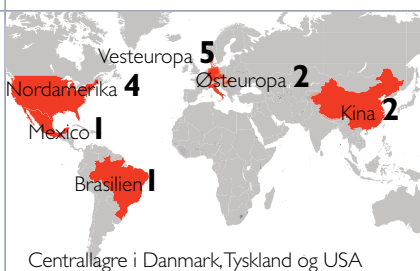 Vesteuropa 5
Østeuropa 2
Nordamerika 4
Kina 2
Mexico 1
Brasilien 1
Centrallagre i Danmark, Tyskland og USA